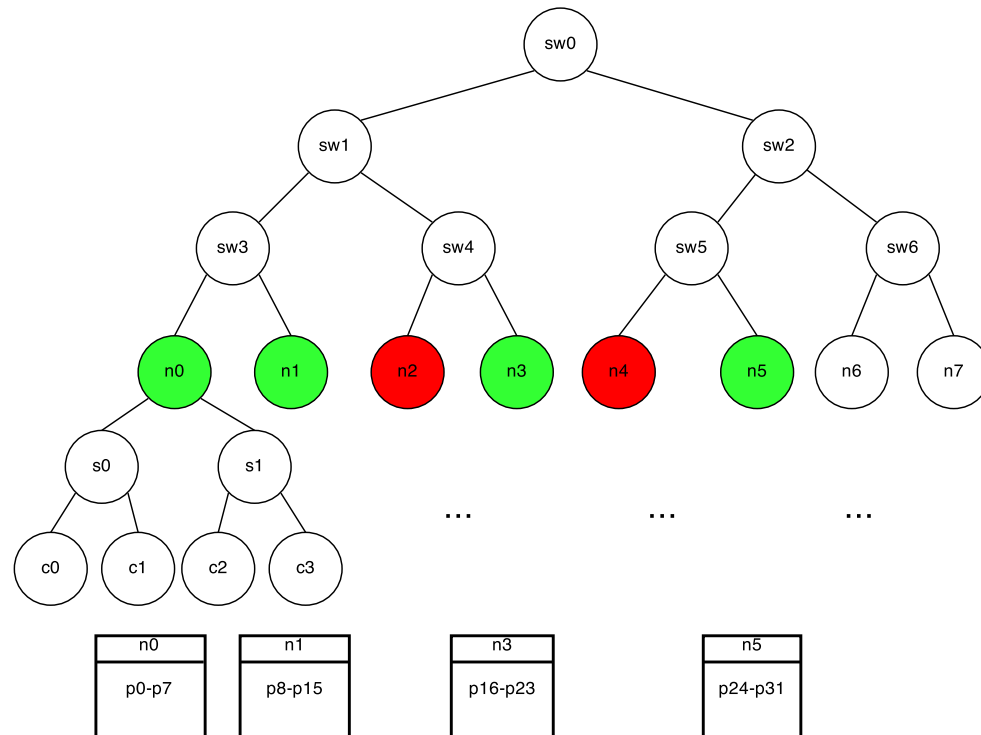 sw0
sw1 sw2
sw3 sw4 sw5 sw6
n0 n1 n2 n3 n4 n5 n6 n7
s0 s1
... ... ...
c0 c1 c2 c3
n0 n1 n3 n5
p0-p7 p8-p15 p16-p23 p24-p31